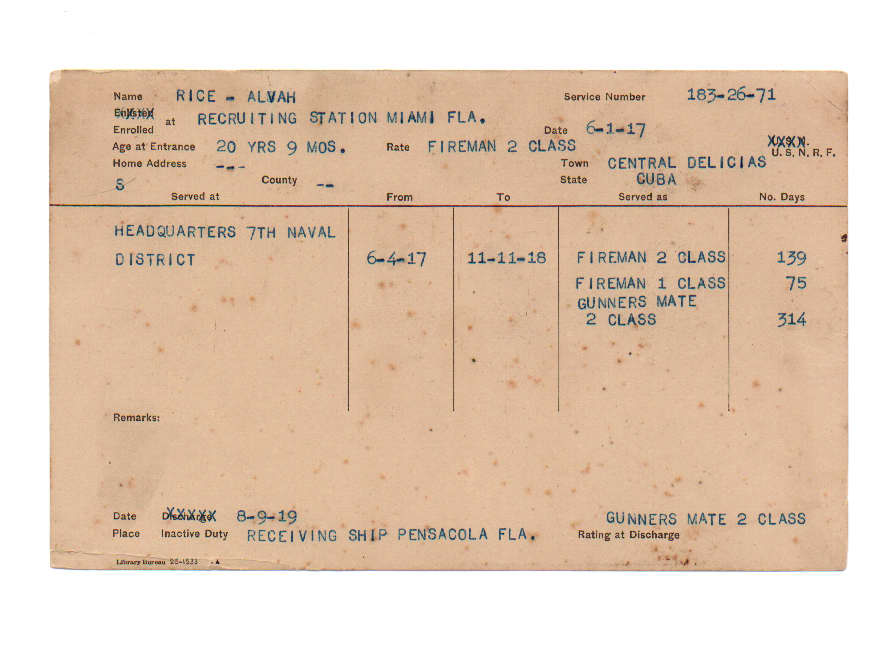 Name RICE - ALVAH Service Number 183-26-71
Enlisted
Enrolled at RECRUITING STATION MIAMI FLA. Date 6-1-17
Age at Entrance 20 YRS 9 MOS. Rate FIREMAN 2 CLASS XXXX. U. S. N. R. F.
Home Address --- Town CENTRAL DELICIAS
S County -- State CUBA
Served at From To Served as No. Days
HEADQUARTERS 7TH NAVAL
DISTRICT 6-4-17 11-11-18 FIREMAN 2 CLASS 139
FIREMAN 1 CLASS 75
GUNNERS MATE
2 CLASS 314
Remarks:
Date Discharge XXXXX 8-9-19 GUNNERS MATE 2 CLASS
Place Inactive Duty RECEIVING SHIP PENSACOLA FLA. Rating at Discharge
Library Bureau 28-1233